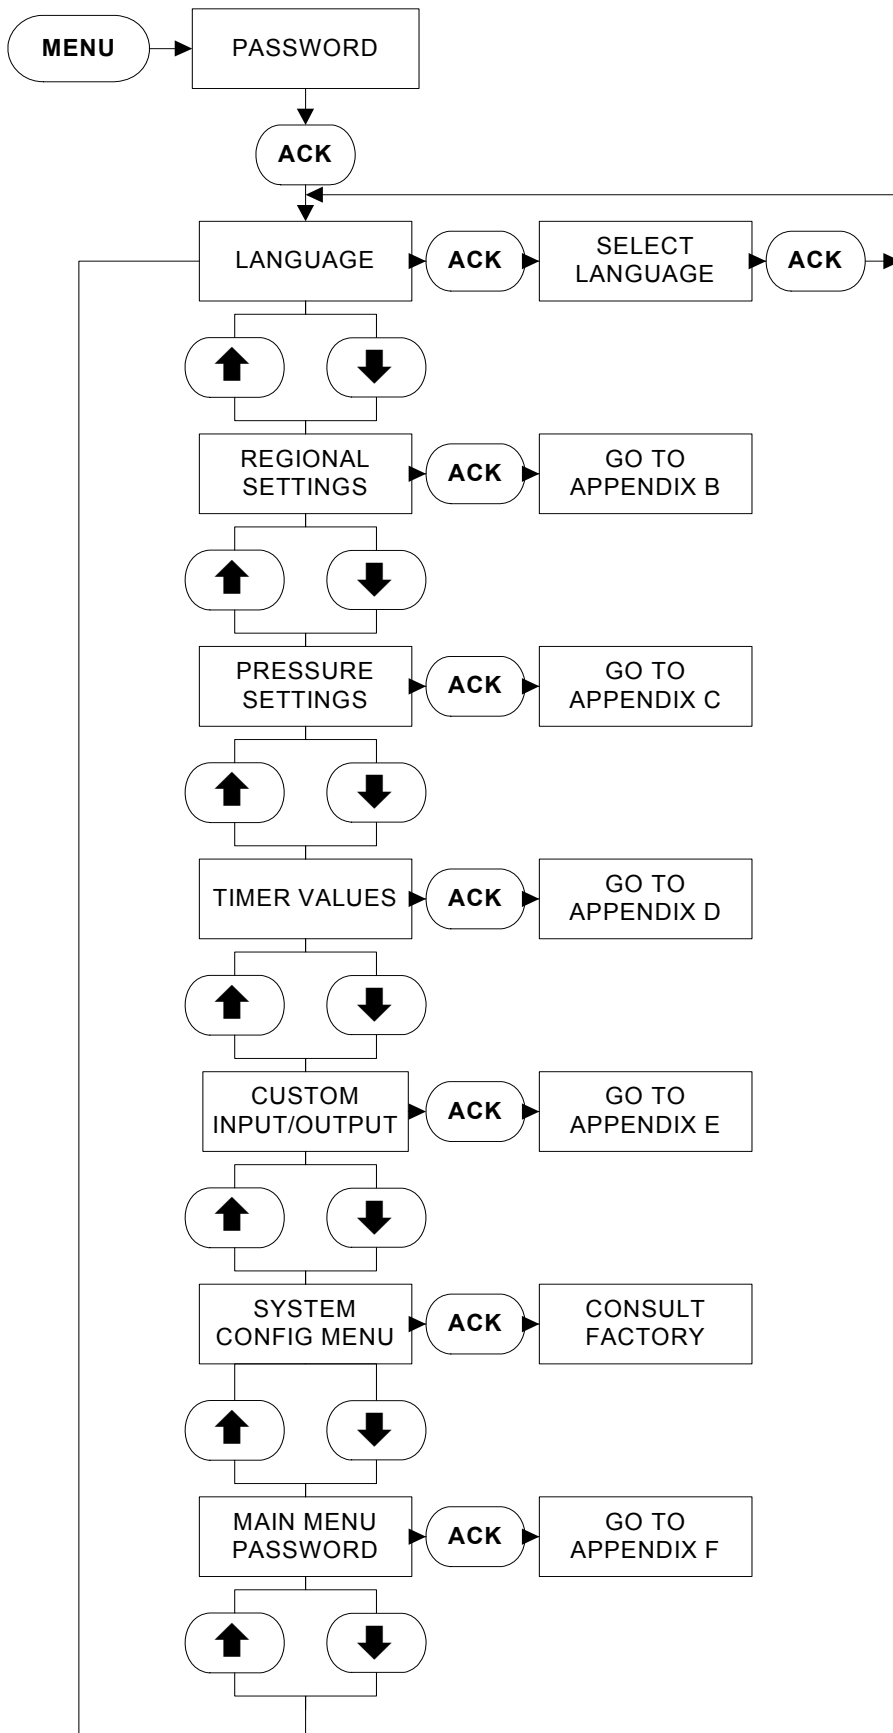 MENU
PASSWORD
ACK
LANGUAGE
ACK
SELECT
LANGUAGE
ACK
REGIONAL
SETTINGS
ACK
GO TO
APPENDIX B
PRESSURE
SETTINGS
ACK
GO TO
APPENDIX C
TIMER VALUES
ACK
GO TO
APPENDIX D
CUSTOM
INPUT/OUTPUT
ACK
GO TO
APPENDIX E
SYSTEM
CONFIG MENU
ACK
CONSULT
FACTORY
MAIN MENU
PASSWORD
ACK
GO TO
APPENDIX F